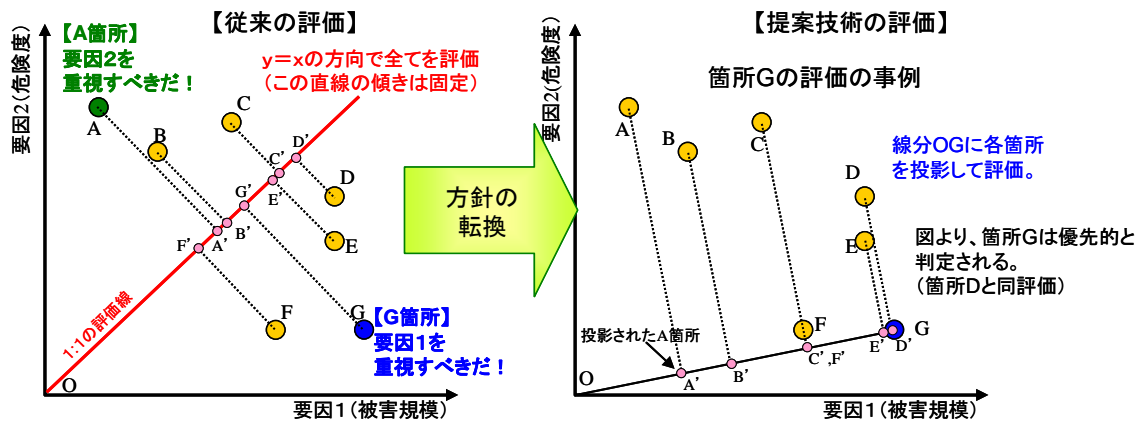 【従来の評価】
要因2(危険度)
【A箇所】
要因2を
重視すべきだ！
y＝xの方向で全てを評価
（この直線の傾きは固定）
A
B
C
D
E
F
G
A'
B'
C'
D'
E'
F'
G'
1:1の評価線
【G箇所】
要因1を
重視すべきだ！
O
要因1（被害規模）
方針の
転換
【提案技術の評価】
要因2(危険度)
箇所Gの評価の事例
線分OGに各箇所
を投影して評価。
図より、箇所Gは優先的と
判定される。
（箇所Dと同評価）
A
B
C
D
E
F
G
投影されたA箇所
A'
B'
C' ,F'
E'
D'
O
要因1（被害規模）